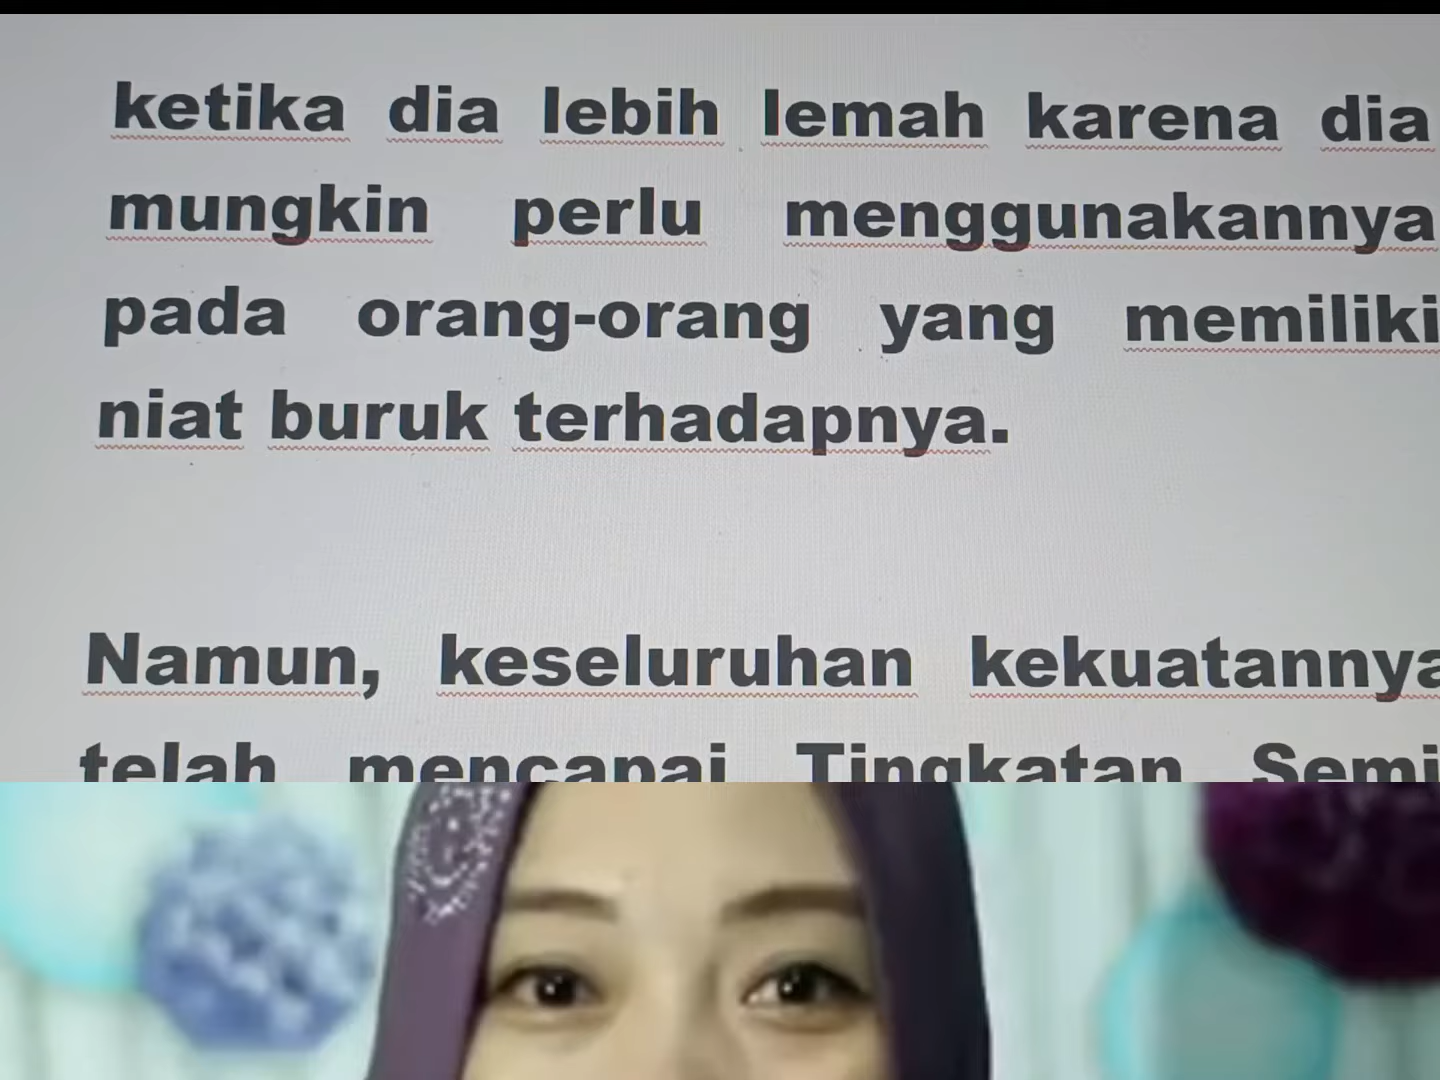 ketika dia lebih lemah karena dia
mungkin perlu menggunakannya
pada orang-orang yang memiliki
niat buruk terhadapnya.
Namun, keseluruhan kekuatannya
telah mencapai Tingkatan Semi